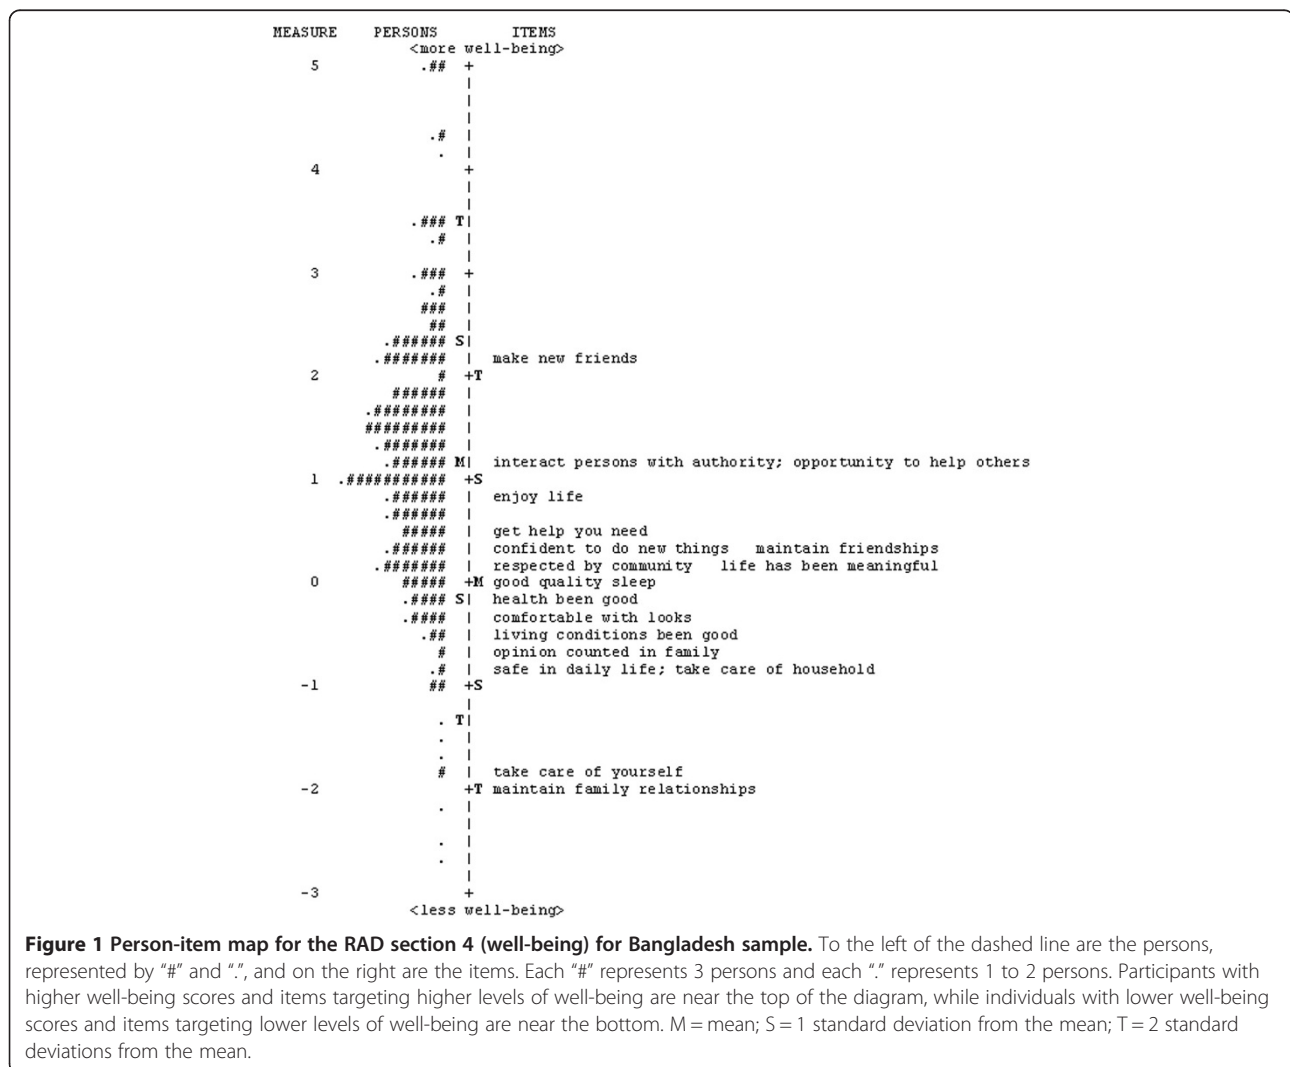 MEASURE PERSONS ITEMS
<more well-being>
5 .## +
|
|
|
.# |
. |
4 +
|
|
.### T|
.# |
|
3 .### +
.# |
### |
## |
.###### S|
.####### | make new friends
2 # +T
###### |
.######## |
######### |
.####### |
.###### M| interact persons with authority; opportunity to help others
1 .########### +S
.###### | enjoy life
.###### |
##### | get help you need
.###### | confident to do new things maintain friendships
.####### | respected by community life has been meaningful
0 ##### +M good quality sleep
.#### S| health been good
.#### | comfortable with looks
.## | living conditions been good
# | opinion counted in family
.# | safe in daily life; take care of household
-1 ## +S
|
. T|
. |
. |
# | take care of yourself
-2 +T maintain family relationships
. |
|
. |
. |
|
-3 +
<less well-being>
Figure 1 Person-item map for the RAD section 4 (well-being) for Bangladesh sample. To the left of the dashed line are the persons,
represented by “#” and “.”, and on the right are the items. Each “#” represents 3 persons and each “.” represents 1 to 2 persons. Participants with
higher well-being scores and items targeting higher levels of well-being are near the top of the diagram, while individuals with lower well-being
scores and items targeting lower levels of well-being are near the bottom. M = mean; S = 1 standard deviation from the mean; T = 2 standard
deviations from the mean.